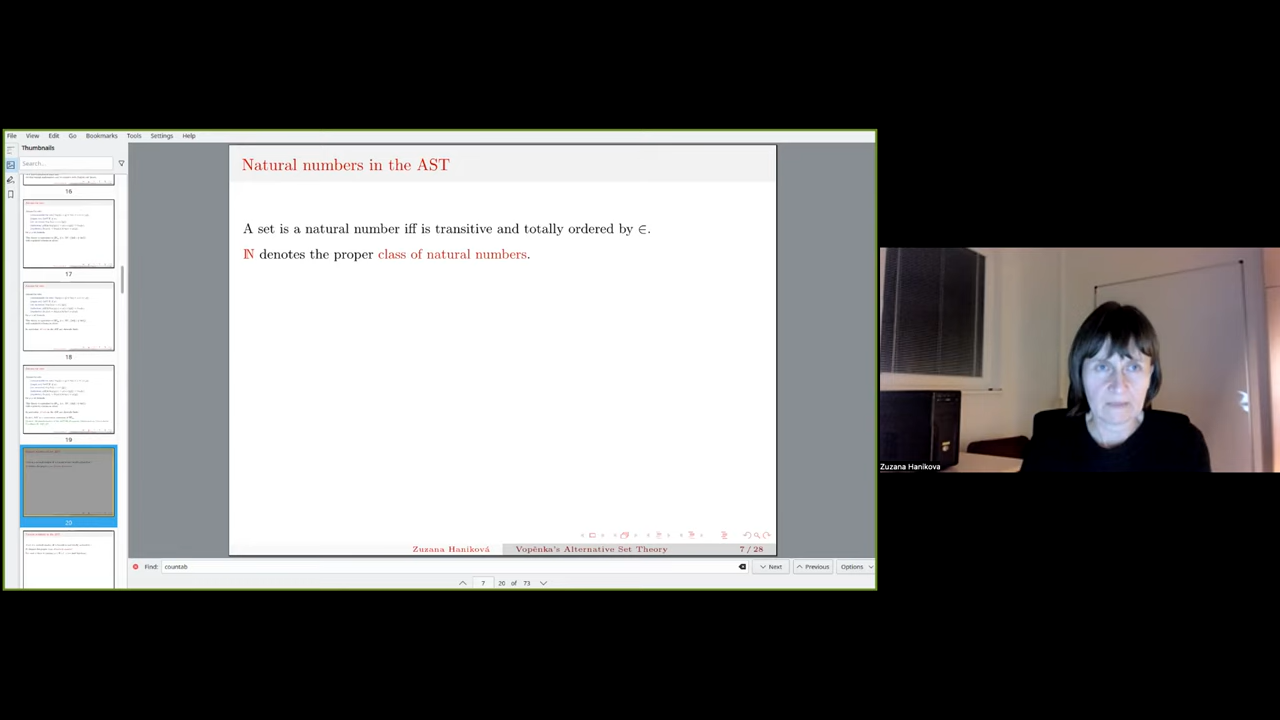 File View Edit Go Bookmarks Tools Settings Help
Thumbnails
Search...
16
17
18
19
20
Natural numbers in the AST
A set is a natural number iff is transitive and totally ordered by ∈.
ℕ denotes the proper class of natural numbers.
Zuzana Haniková Vopěnka's Alternative Set Theory 7 / 28
Find: countab Next Previous Options
7 20 of 73
Zuzana Hanikova